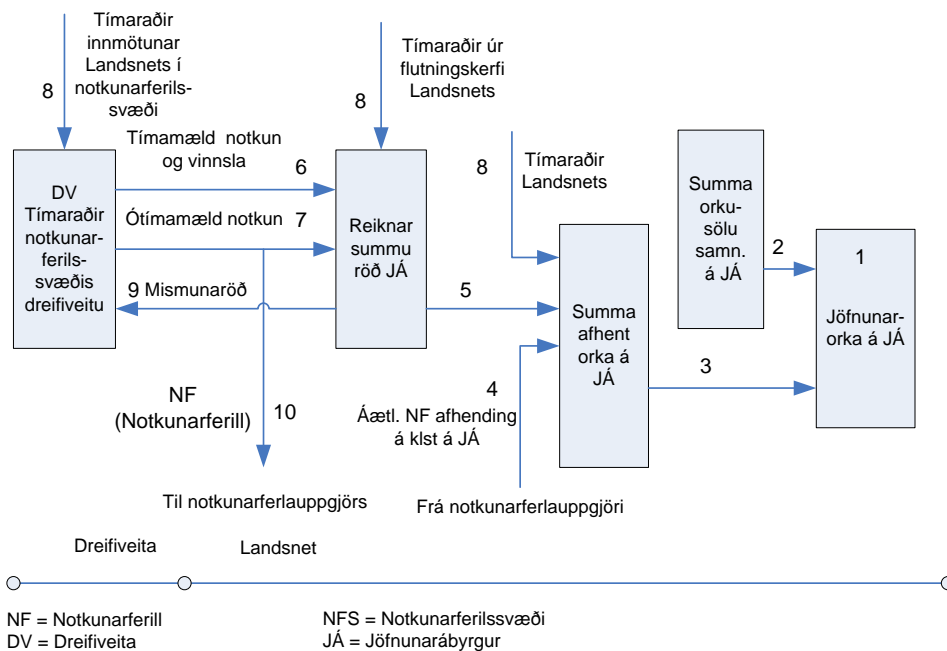 Tímaraðir
innmötunar
Landsnets í
notkunarferils-
svæði
8
Tímaraðir úr
flutningskerfi
Landsnets
8
Tímamæld notkun
og vinnsla
6
8
Tímaraðir
Landsnets
DV
Tímaraðir
notkunar-
ferils-
svæðis
dreifiveitu
Ótímamæld notkun 7
Reiknar
summu
röð JÁ
Summa
orku-
sölu
samn.
á JÁ
2
1
Jöfnunar-
orka á JÁ
9 Mismunaröð
5
Summa
afhent
orka á
JÁ
3
NF
(Notkunarferill)
10
4
Áætl. NF afhending
á klst á JÁ
Til notkunarferlauppgjörs
Frá notkunarferlauppgjöri
Dreifiveita
Landsnet
NF = Notkunarferill
DV = Dreifiveita
NFS = Notkunarferilssvæði
JÁ = Jöfnunarábyrgur